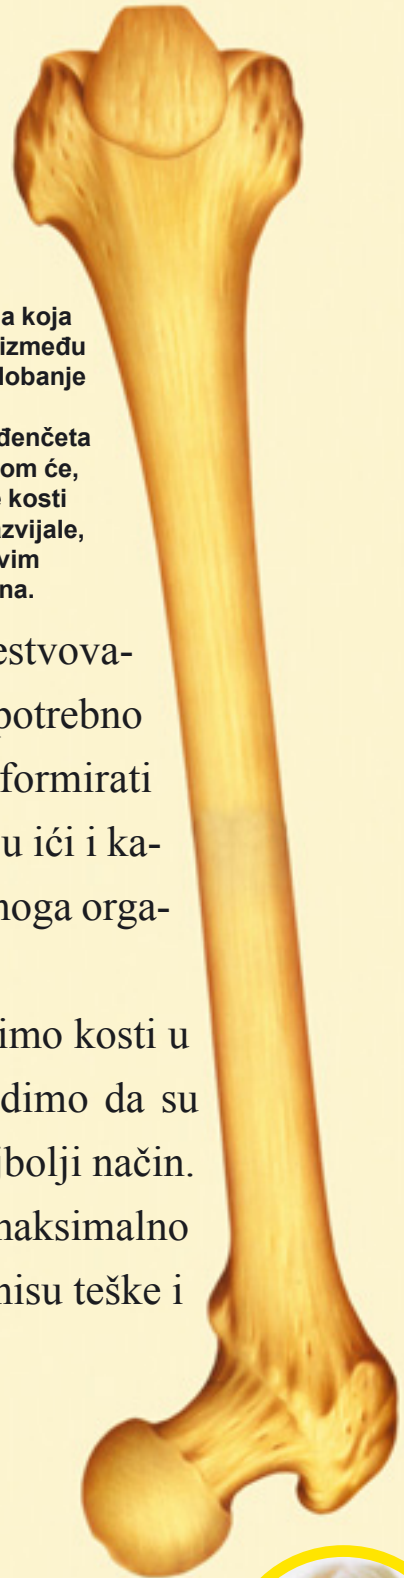 a koja
između
lobanje
đenčeta
om će,
e kosti
azvijale,
vim
na.
estvova-
potrebno
formirati
u ići i ka-
noga orga-
imo kosti u
dimo da su
jbolji način.
maksimalno
nisu teške i